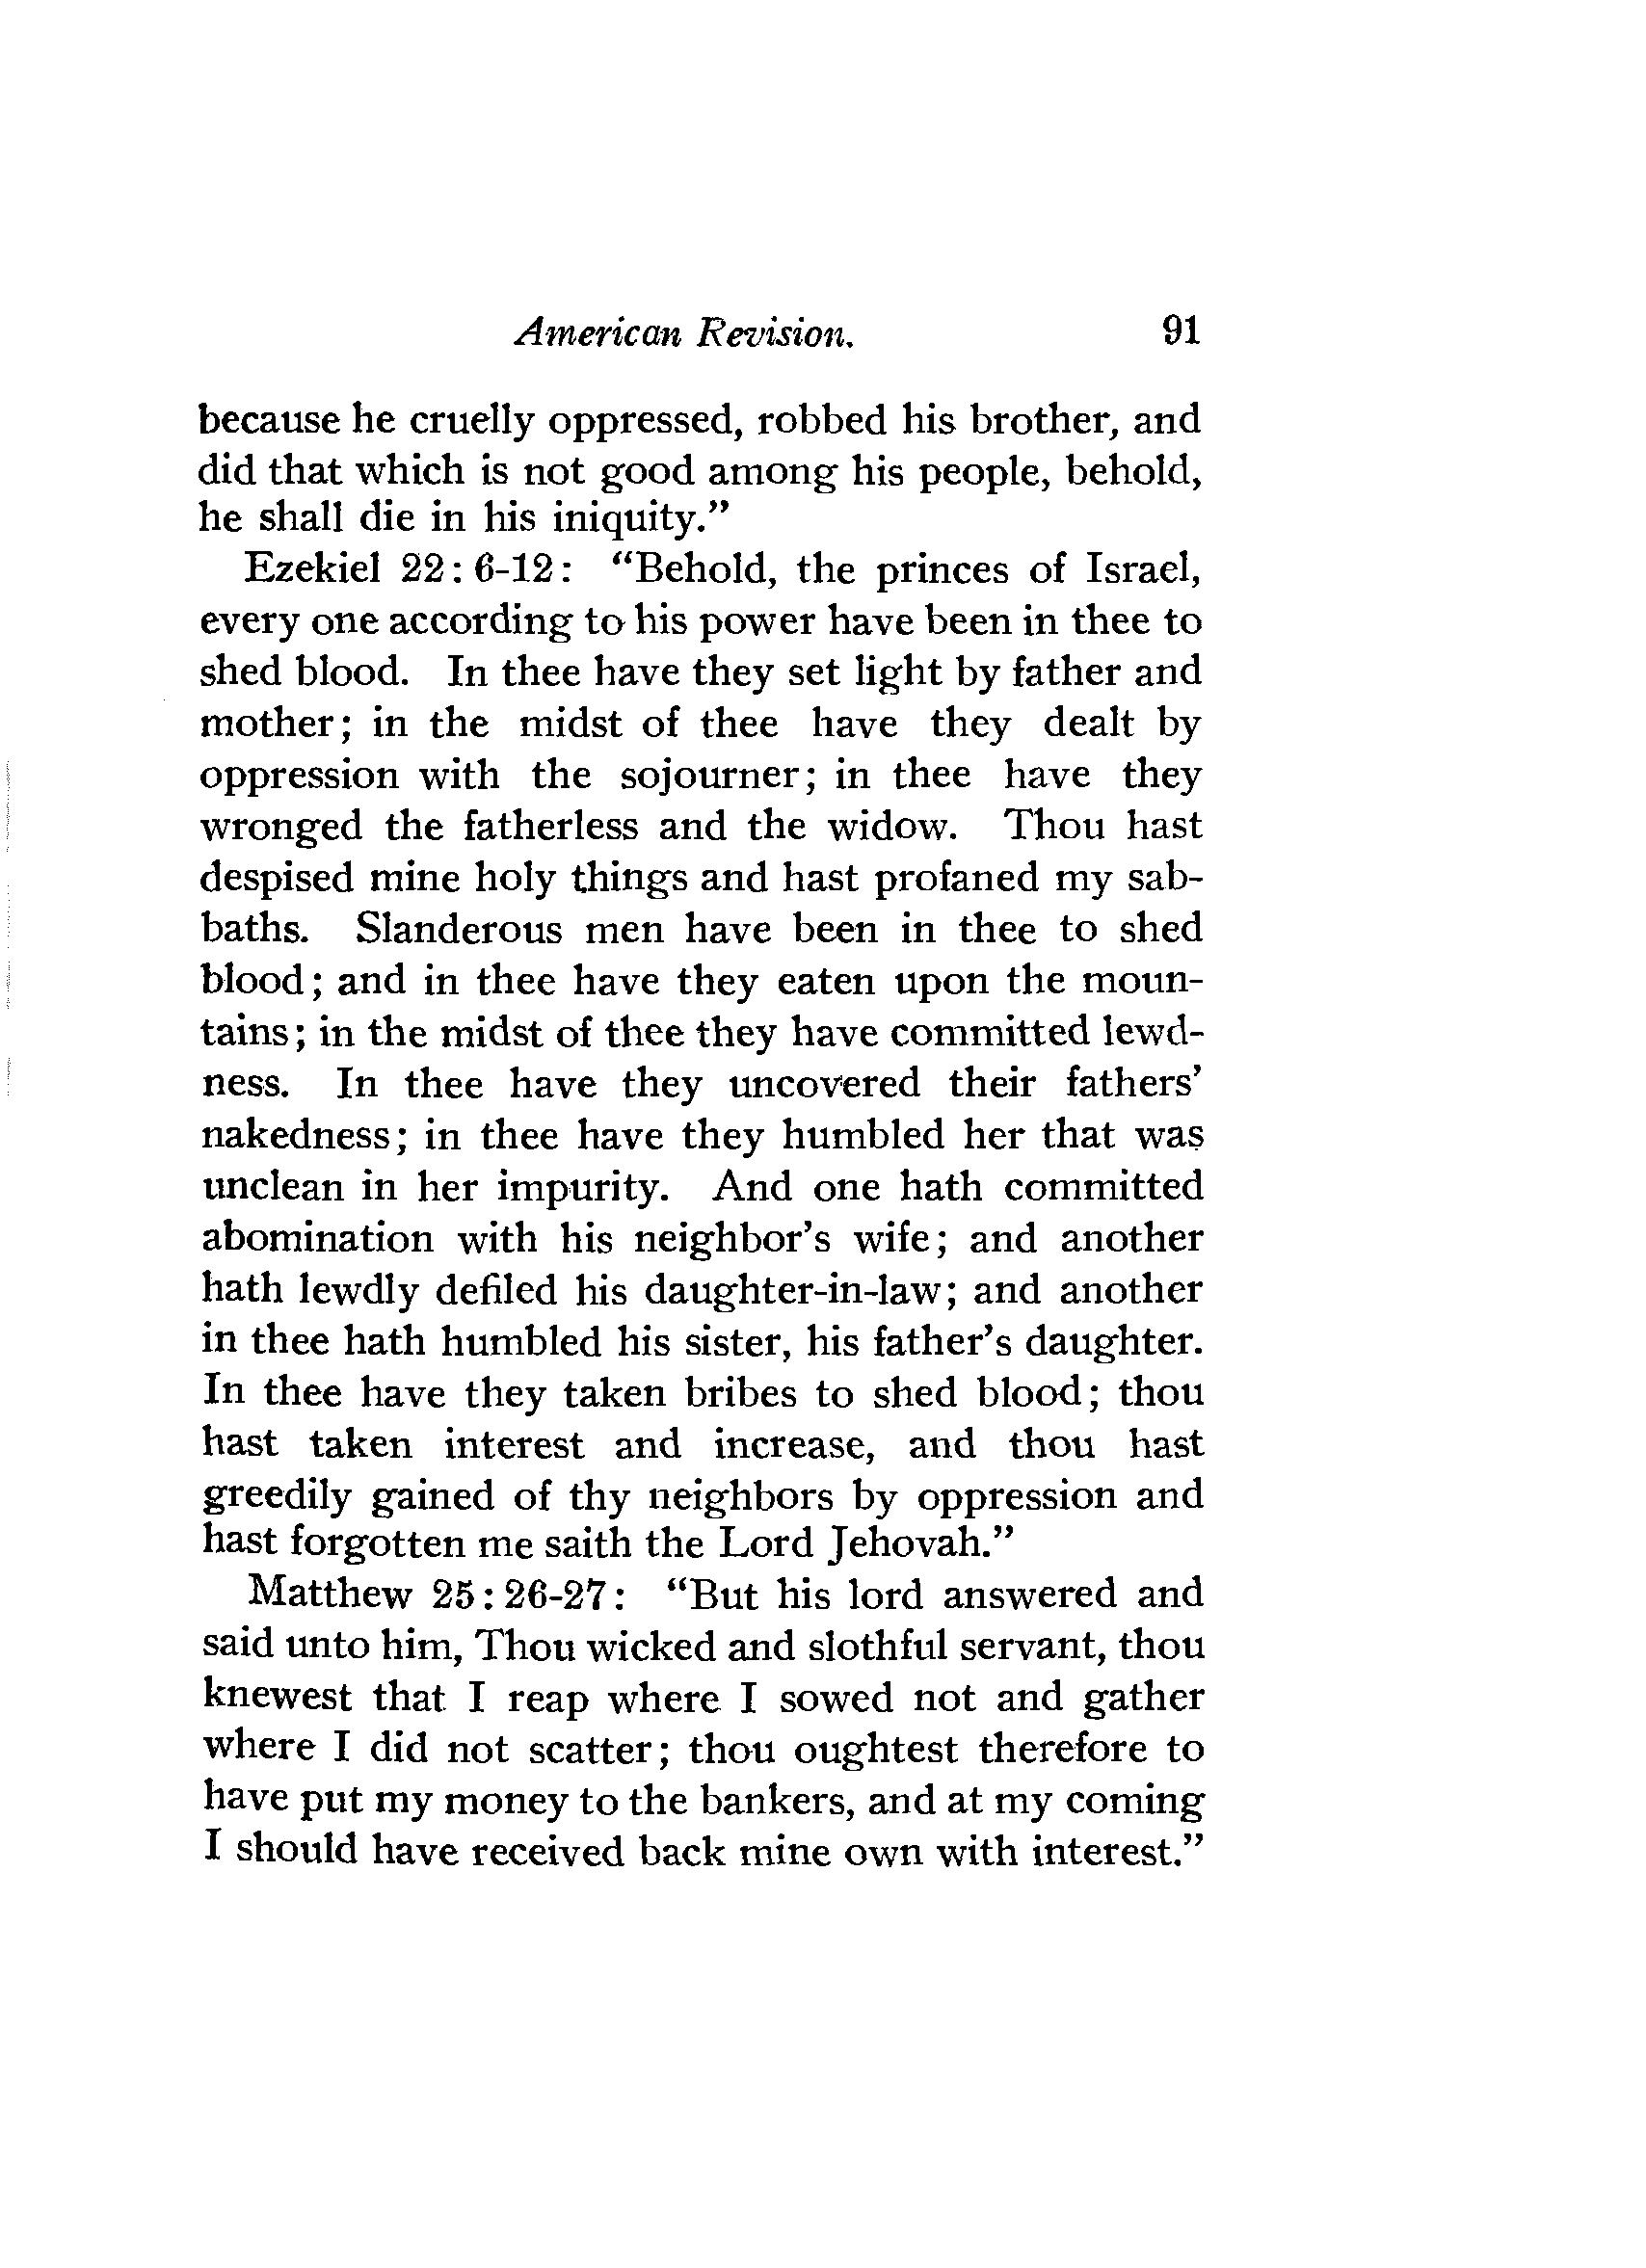 American Revision. 91
because he cruelly oppressed, robbed his brother, and
did that which is not good among his people, behold,
he shall die in his iniquity."
Ezekiel 22: 6-12: "Behold, the princes of Israel,
every one according to his power have been in thee to
shed blood. In thee have they set light by father and
mother; in the midst of thee have they dealt by
oppression with the sojourner; in thee have they
wronged the fatherless and the widow. Thou hast
despised mine holy things and hast profaned my sab-
baths. Slanderous men have been in thee to shed
blood; and in thee have they eaten upon the moun-
tains; in the midst of thee they have committed lewd-
ness. In thee have they uncovered their fathers'
nakedness; in thee have they humbled her that was
unclean in her impurity. And one hath committed
abomination with his neighbor's wife; and another
hath lewdly defiled his daughter-in-law; and another
in thee hath humbled his sister, his father's daughter.
In thee have they taken bribes to shed blood; thou
hast taken interest and increase, and thou hast
greedily gained of thy neighbors by oppression and
hast forgotten me saith the Lord Jehovah."
Matthew 25: 26-27: "But his lord answered and
said unto him, Thou wicked and slothful servant, thou
knewest that I reap where I sowed not and gather
where I did not scatter; thou oughtest therefore to
have put my money to the bankers, and at my coming
I should have received back mine own with interest."